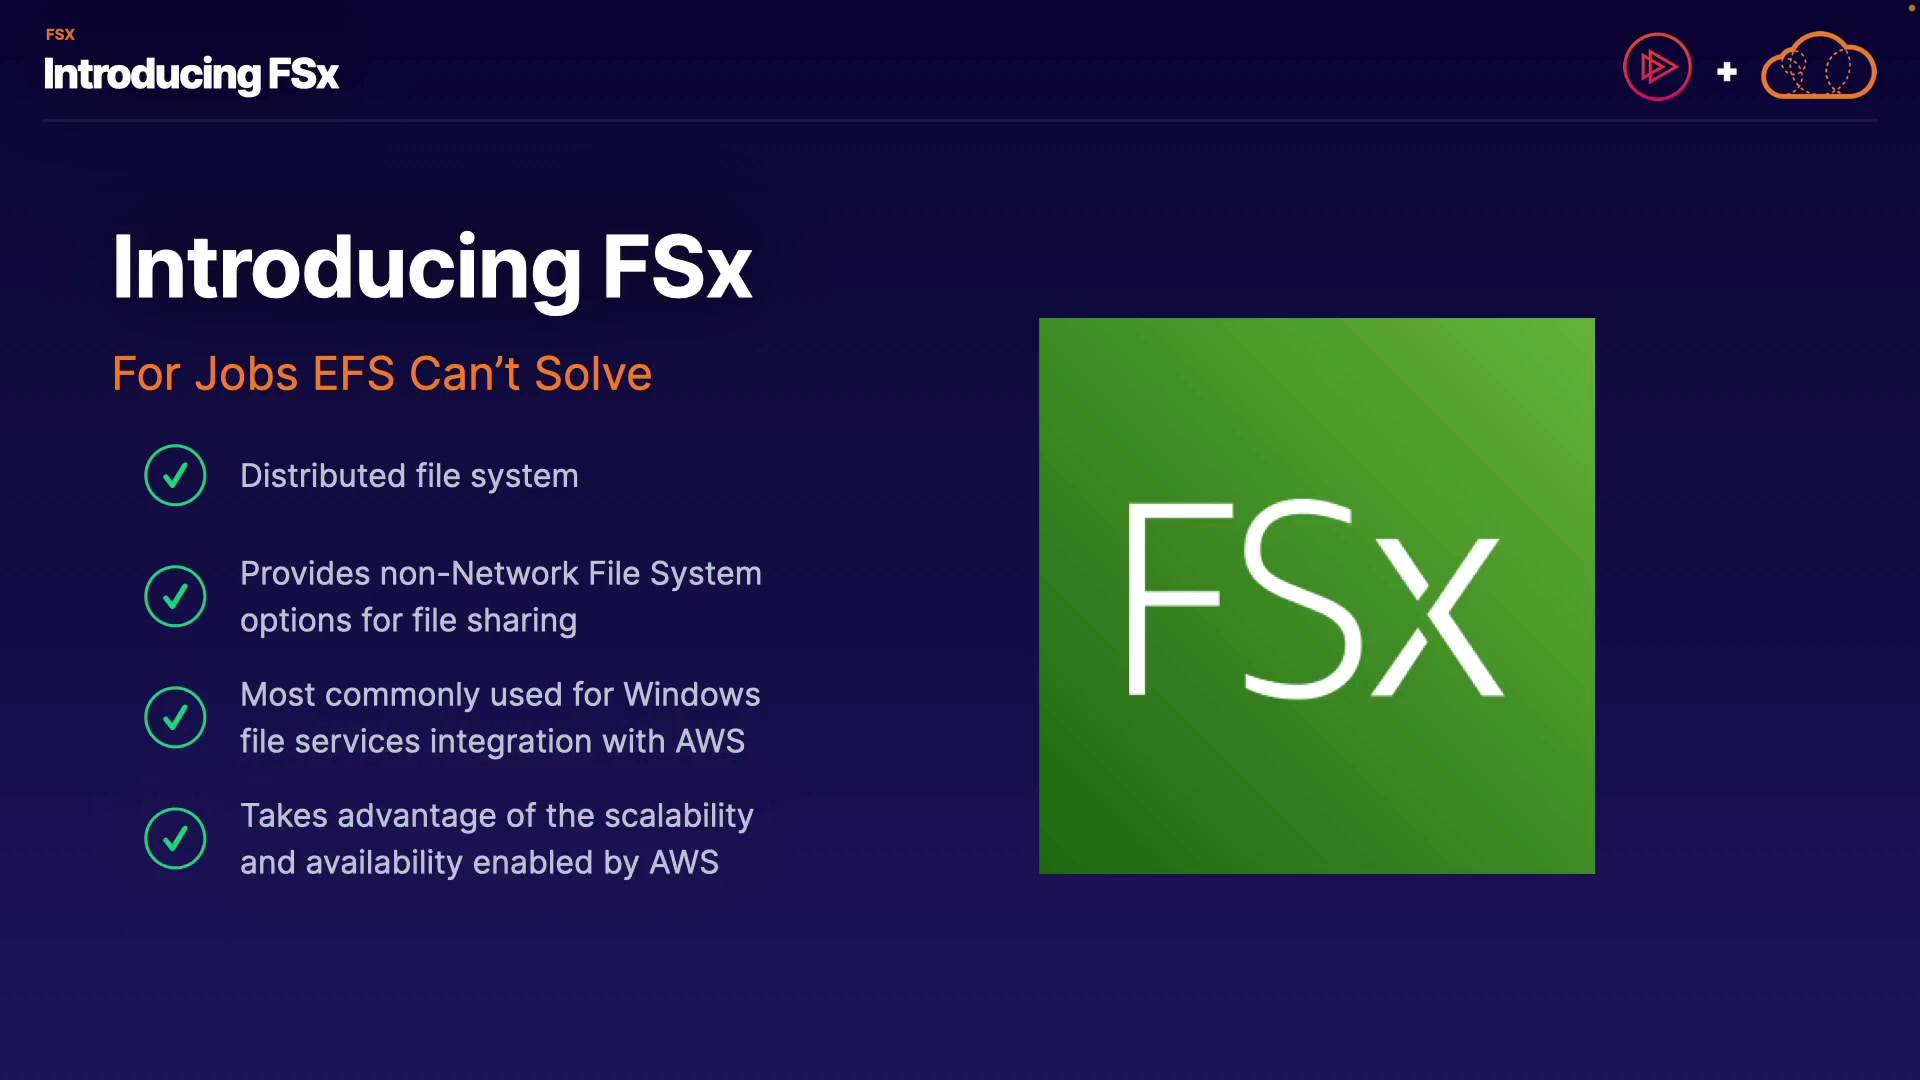 FSX
Introducing FSx
Introducing FSx
For Jobs EFS Can’t Solve
Distributed file system
Provides non-Network File System
options for file sharing
Most commonly used for Windows
file services integration with AWS
Takes advantage of the scalability
and availability enabled by AWS
FSx